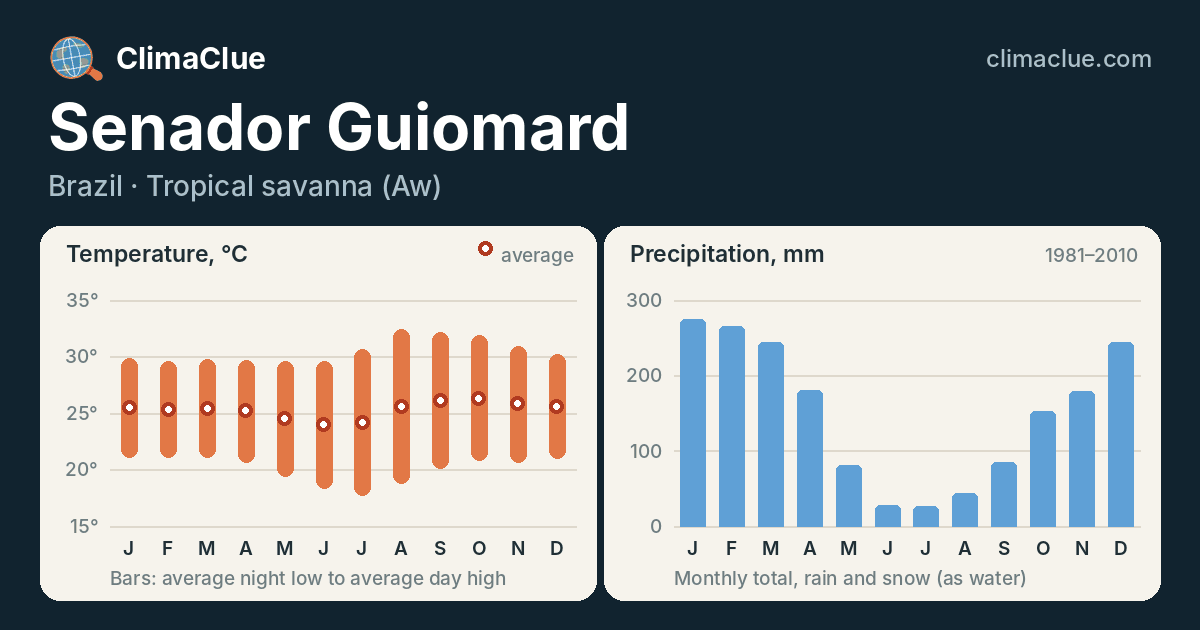 ClimaClue
climaclue.com
Senador Guiomard
Brazil · Tropical savanna (Aw)
Temperature, °C
average
35°
30°
25°
20°
15°
J F M A M J J A S O N D
Bars: average night low to average day high
Precipitation, mm
1981–2010
300
200
100
0
J F M A M J J A S O N D
Monthly total, rain and snow (as water)